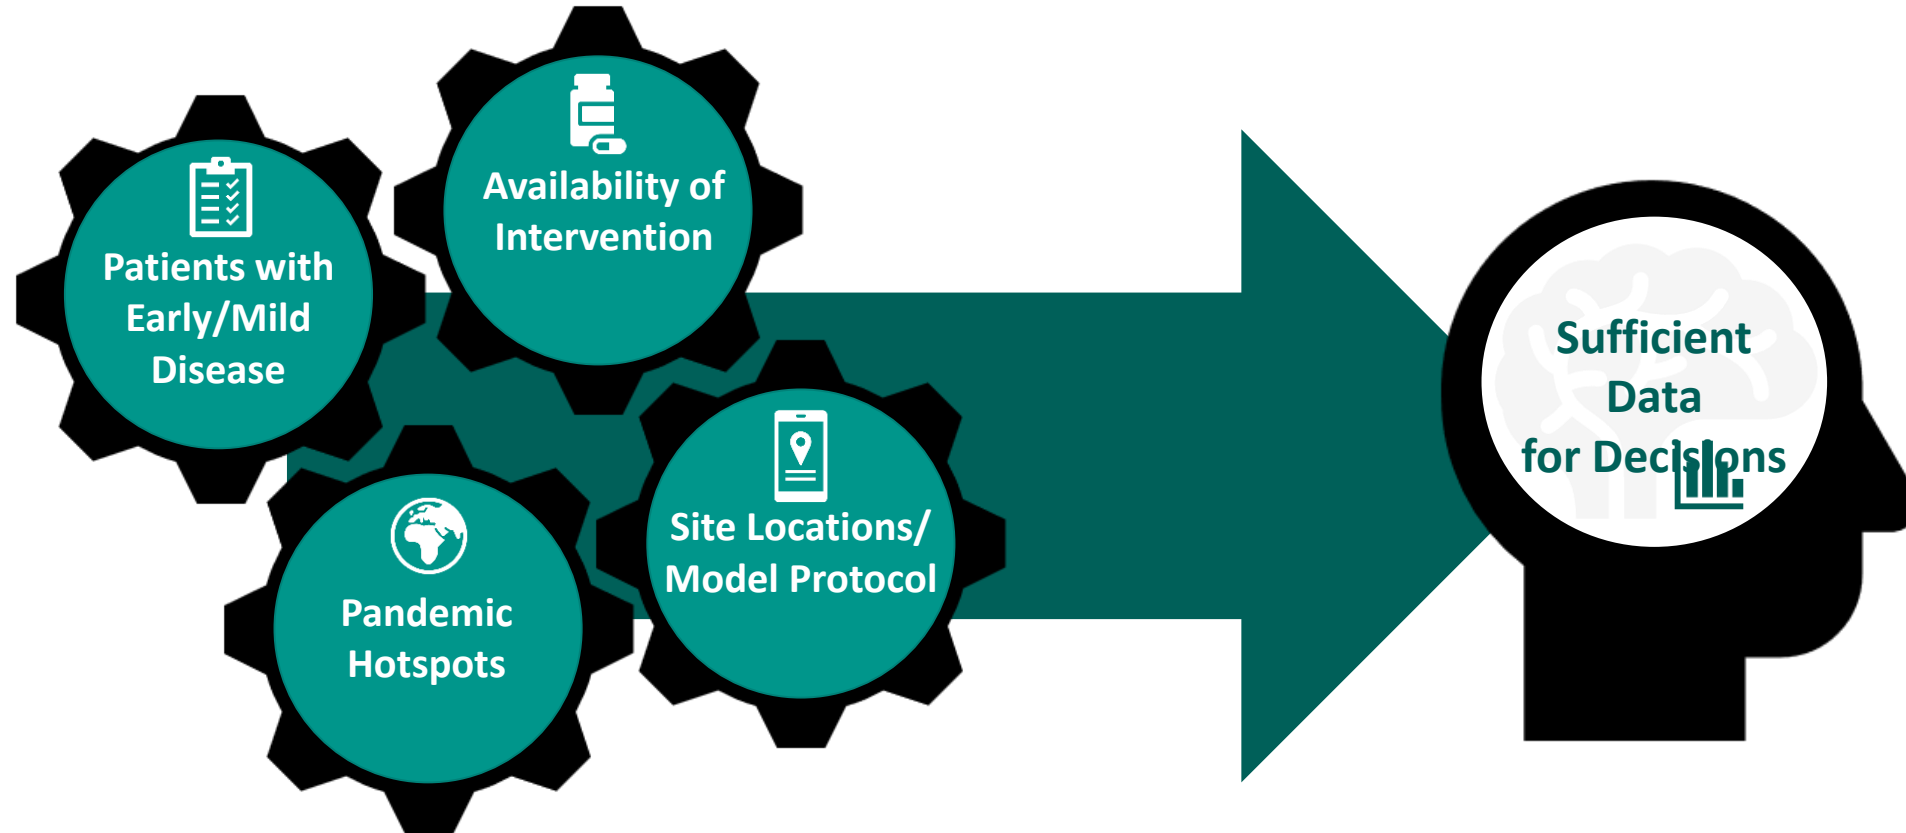 Availability of
Intervention
Patients with
Early/Mild
Disease
Site Locations/
Model Protocol
Pandemic
Hotspots
Sufficient
Data
for Decisions